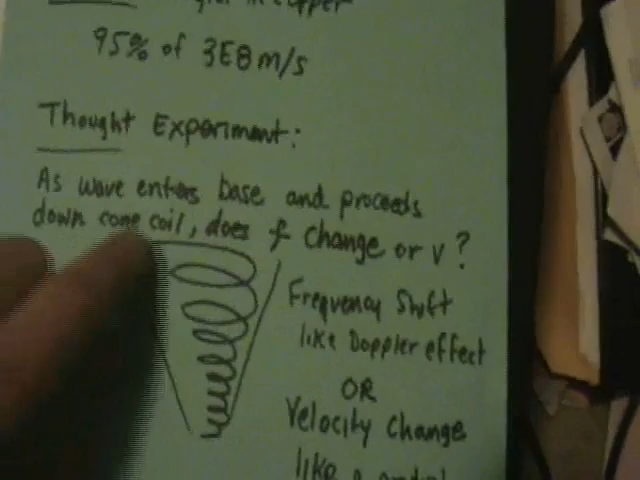 95% of 3E8 m/s
Thought Experiment:
As wave enters base and proceeds
down cone coil, does f change or v?
Frequency Shift
like Doppler effect
OR
Velocity Change
like a